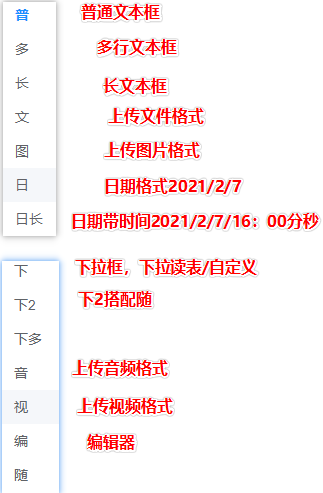 普 普通文本框
多 多行文本框
长 长文本框
文 上传文件格式
图 上传图片格式
日 日期格式2021/2/7
日长 日期带时间2021/2/7/16：00分秒
下 下拉框，下拉读表/自定义
下2 下2搭配随
下多
音 上传音频格式
视 上传视频格式
编 编辑器
随